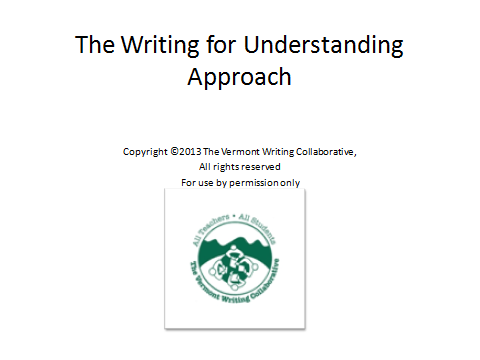 The Writing for Understanding
Approach
Copyright ©2013 The Vermont Writing Collaborative,
All rights reserved
For use by permission only
All Teachers • All Students
The Vermont Writing Collaborative